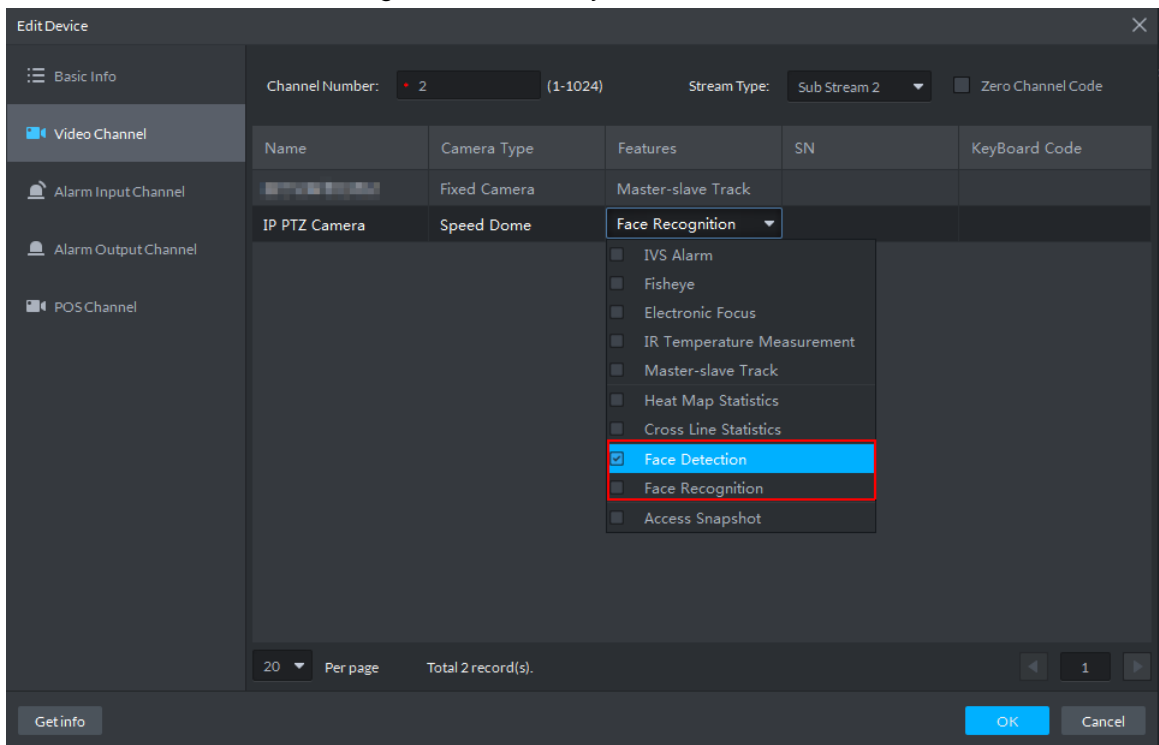 Edit Device
Basic Info
Video Channel
Alarm Input Channel
Alarm Output Channel
POS Channel
Channel Number: * 2 (1-1024) Stream Type: Sub Stream 2 Zero Channel Code
Name Camera Type Features SN KeyBoard Code
Fixed Camera Master-slave Track
IP PTZ Camera Speed Dome Face Recognition
IVS Alarm
Fisheye
Electronic Focus
IR Temperature Measurement
Master-slave Track
Heat Map Statistics
Cross Line Statistics
Face Detection
Face Recognition
Access Snapshot
20 Per page Total 2 record(s). 1
Get info OK Cancel